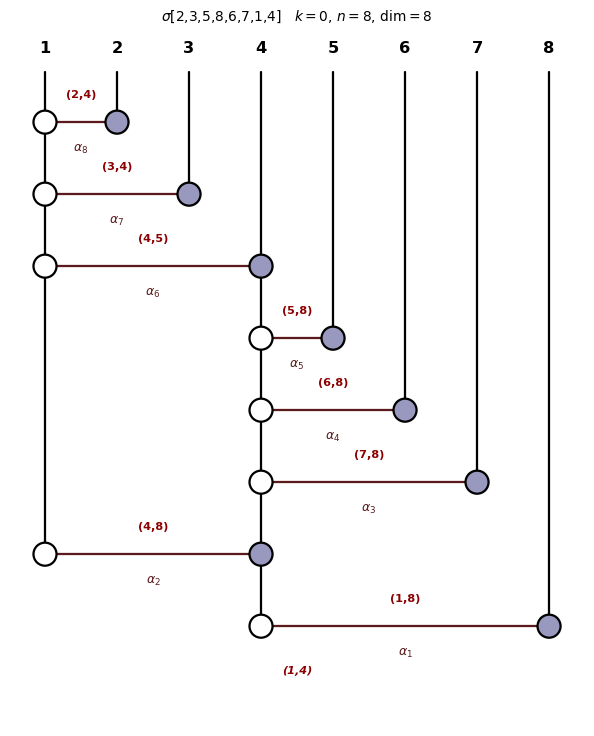 σ[2,3,5,8,6,7,1,4]   k=0, n=8, dim=8
1 2 3 4 5 6 7 8
(2,4)
α₈
(3,4)
α₇
(4,5)
α₆
(5,8)
α₅
(6,8)
α₄
(7,8)
α₃
(4,8)
α₂
(1,8)
α₁
(1,4)